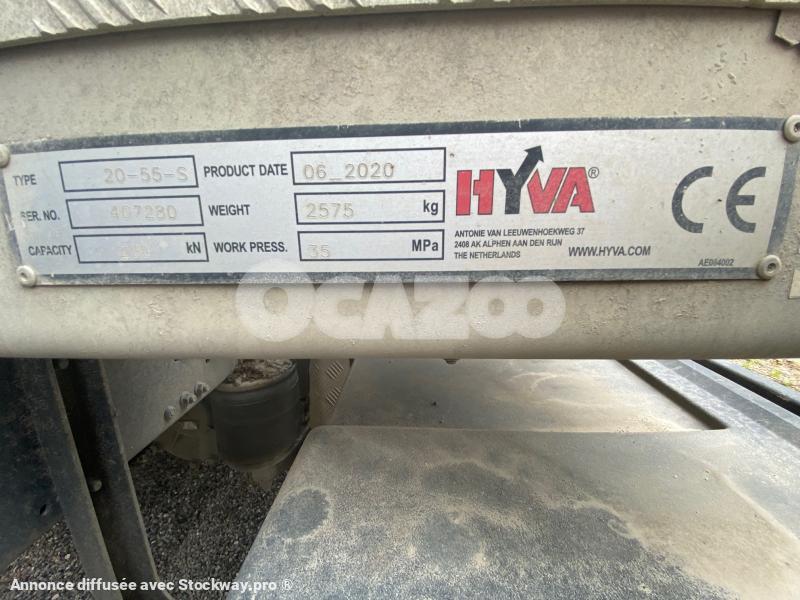 TYPE 20-55-S PRODUCT DATE 06_2020
SER. NO. 407280 WEIGHT 2575 kg
CAPACITY kN WORK PRESS. 35 MPa
HYVA®
ANTONIE VAN LEEUWENHOEKWEG 37
2408 AK ALPHEN AAN DEN RIJN
THE NETHERLANDS
WWW.HYVA.COM
CE
AE084002
OCAZOO
Annonce diffusée avec Stockway.pro ®